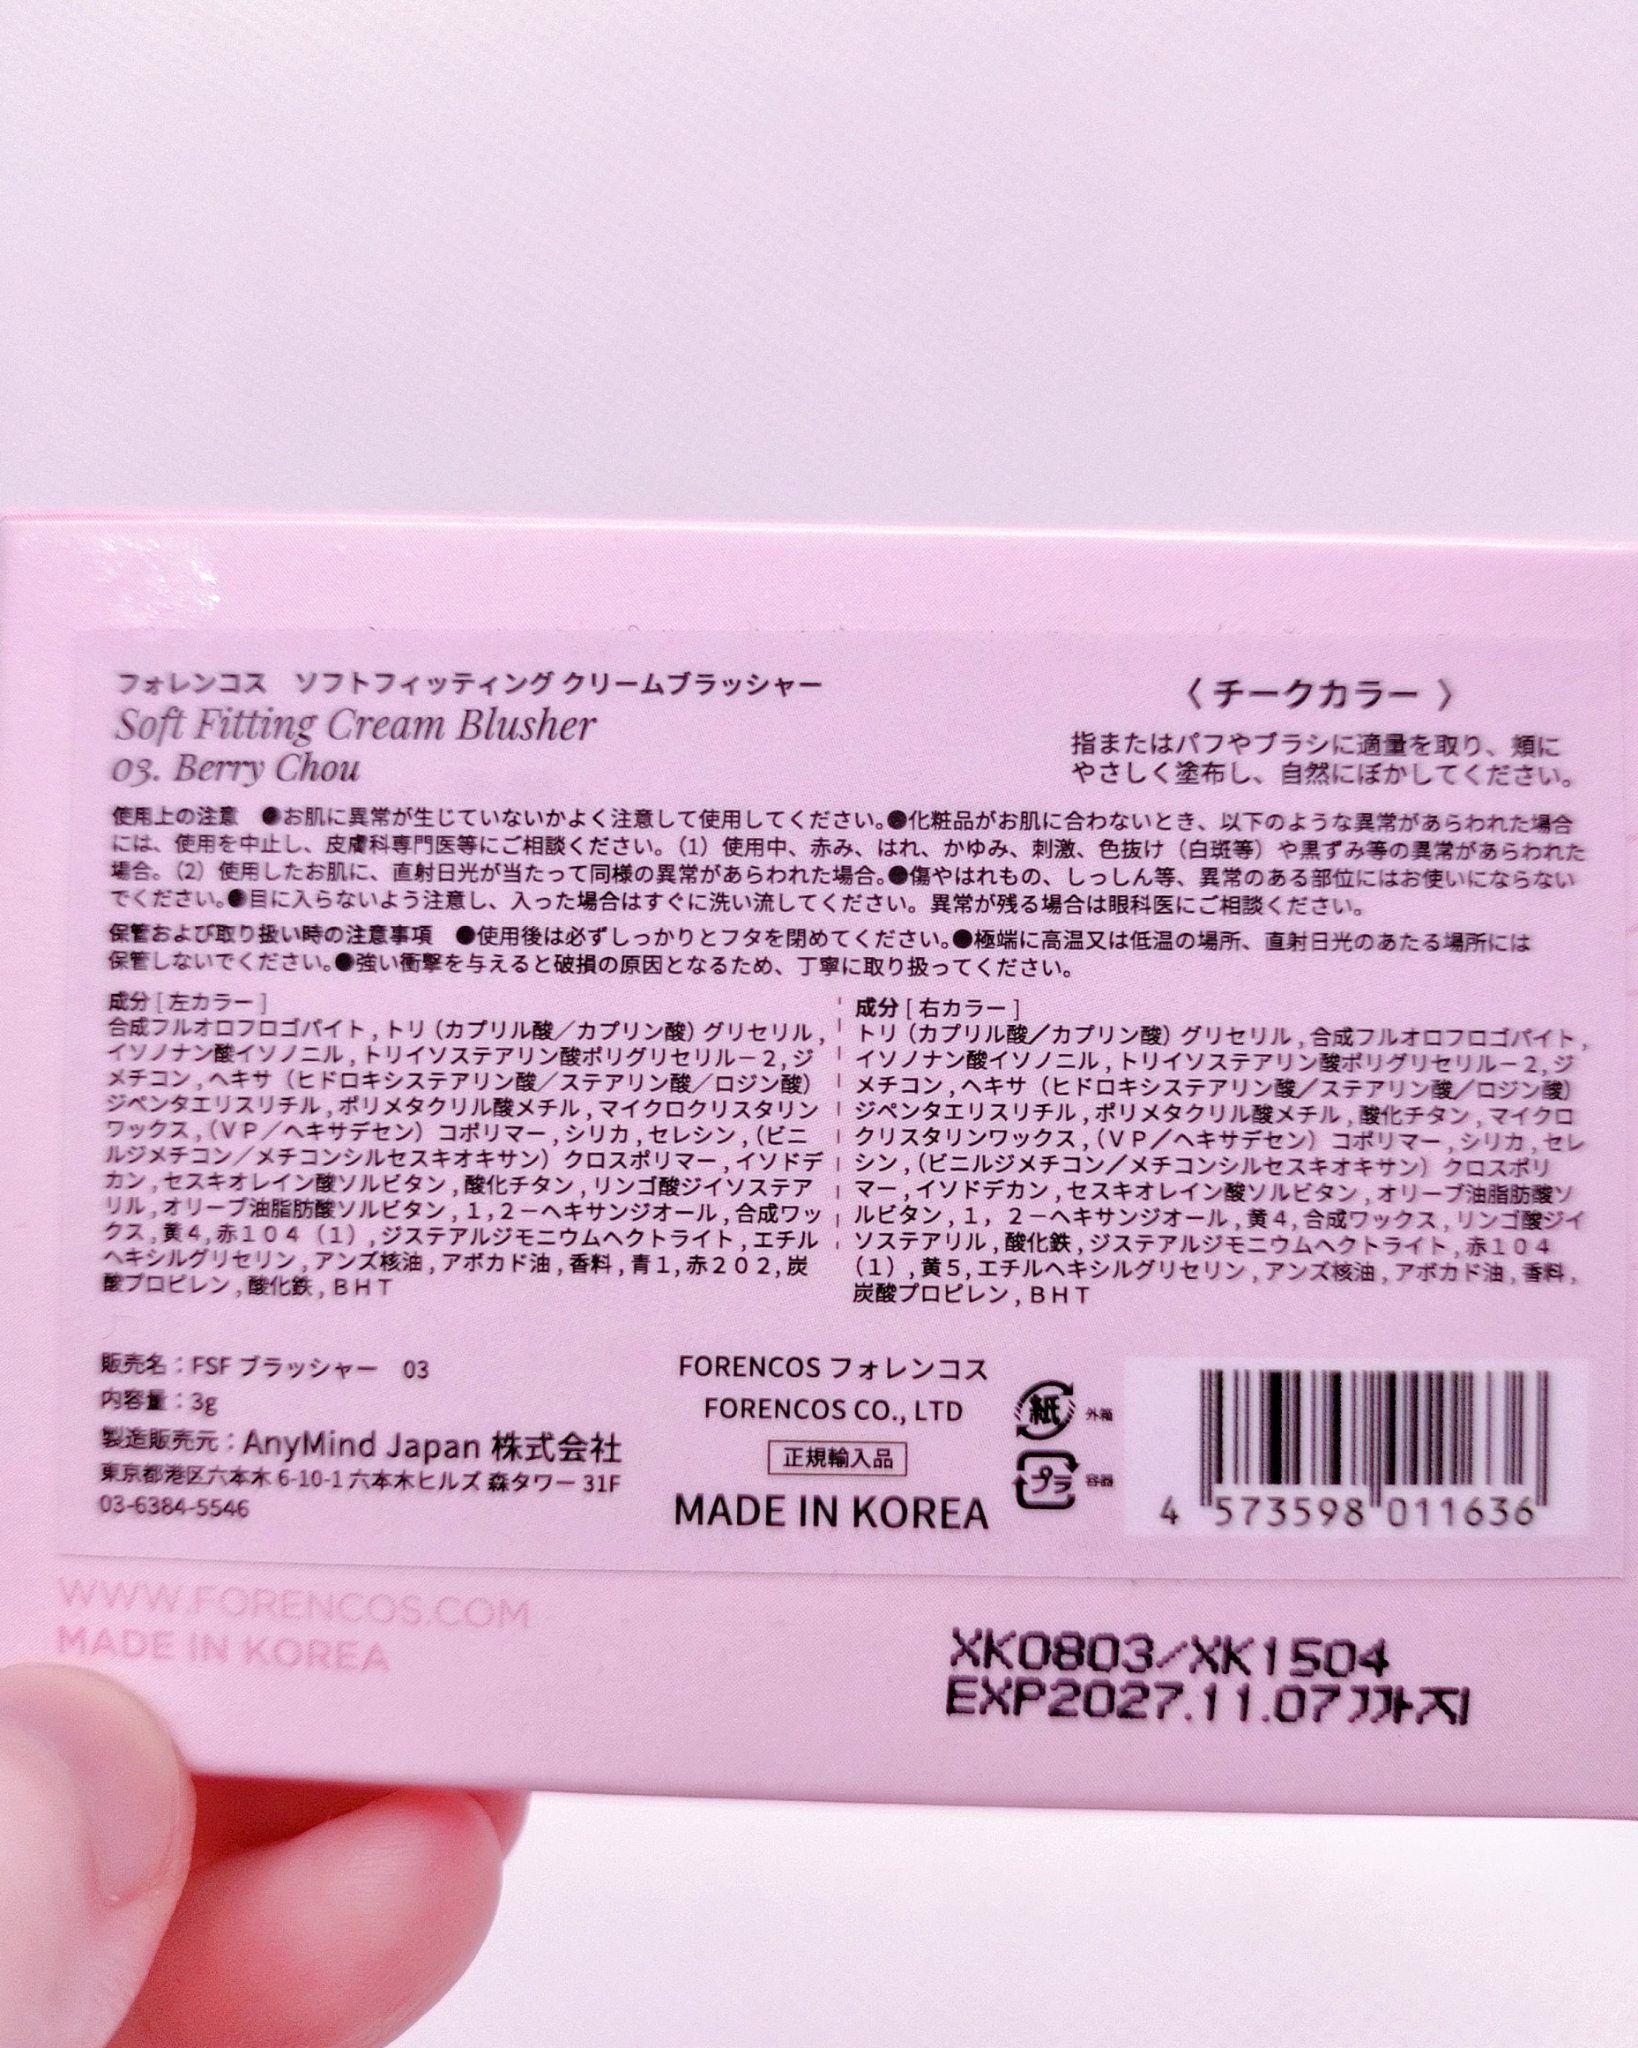 フォレンコス　ソフトフィッティング クリームブラッシャー
Soft Fitting Cream Blusher
03. Berry Chou
〈 チークカラー 〉
指またはパフやブラシに適量を取り、頬に
やさしく塗布し、自然にぼかしてください。
使用上の注意　●お肌に異常が生じていないかよく注意して使用してください。●化粧品がお肌に合わないとき、以下のような異常があらわれた場合
には、使用を中止し、皮膚科専門医等にご相談ください。（1）使用中、赤み、はれ、かゆみ、刺激、色抜け（白斑等）や黒ずみ等の異常があらわれた
場合。（2）使用したお肌に、直射日光が当たって同様の異常があらわれた場合。●傷やはれもの、しっしん等、異常のある部位にはお使いにならない
でください。●目に入らないよう注意し、入った場合はすぐに洗い流してください。異常が残る場合は眼科医にご相談ください。
保管および取り扱い時の注意事項　●使用後は必ずしっかりとフタを閉めてください。●極端に高温又は低温の場所、直射日光のあたる場所には
保管しないでください。●強い衝撃を与えると破損の原因となるため、丁寧に取り扱ってください。
成分 [ 左カラー ]
合成フルオロフロゴパイト , トリ（カプリル酸／カプリン酸）グリセリル ,
イソノナン酸イソノニル , トリイソステアリン酸ポリグリセリル－２, ジ
メチコン , ヘキサ（ヒドロキシステアリン酸／ステアリン酸／ロジン酸）
ジペンタエリスリチル , ポリメタクリル酸メチル , マイクロクリスタリン
ワックス ,（ＶＰ／ヘキサデセン）コポリマー , シリカ , セレシン ,（ビニ
ルジメチコン／メチコンシルセスキオキサン）クロスポリマー , イソドデ
カン , セスキオレイン酸ソルビタン , 酸化チタン , リンゴ酸ジイソステア
リル , オリーブ油脂肪酸ソルビタン , １, ２－ヘキサンジオール , 合成ワッ
クス , 黄４, 赤１０４（１）, ジステアルジモニウムヘクトライト , エチル
ヘキシルグリセリン , アンズ核油 , アボカド油 , 香料 , 青１, 赤２０２, 炭
酸プロピレン , 酸化鉄 , ＢＨＴ
成分 [ 右カラー ]
トリ（カプリル酸／カプリン酸）グリセリル , 合成フルオロフロゴパイト ,
イソノナン酸イソノニル , トリイソステアリン酸ポリグリセリル－２, ジ
メチコン , ヘキサ（ヒドロキシステアリン酸／ステアリン酸／ロジン酸）
ジペンタエリスリチル , ポリメタクリル酸メチル , 酸化チタン , マイクロ
クリスタリンワックス ,（ＶＰ／ヘキサデセン）コポリマー , シリカ , セレ
シン ,（ビニルジメチコン／メチコンシルセスキオキサン）クロスポリ
マー , イソドデカン , セスキオレイン酸ソルビタン , オリーブ油脂肪酸ソ
ルビタン , １，２－ヘキサンジオール , 黄４, 合成ワックス , リンゴ酸ジイ
ソステアリル , 酸化鉄 , ジステアルジモニウムヘクトライト , 赤１０４
（１）, 黄５, エチルヘキシルグリセリン , アンズ核油 , アボカド油 , 香料 ,
炭酸プロピレン , ＢＨＴ
販売名：FSF ブラッシャー　03
内容量：3g
製造販売元：AnyMind Japan 株式会社
東京都港区六本木 6-10-1 六本木ヒルズ 森タワー 31F
03-6384-5546
FORENCOS フォレンコス
FORENCOS CO., LTD
正規輸入品
MADE IN KOREA
紙 外箱
プラ 容器
4 573598 011636
WWW.FORENCOS.COM
MADE IN KOREA
XK0803/XK1504
EXP2027.11.07까지